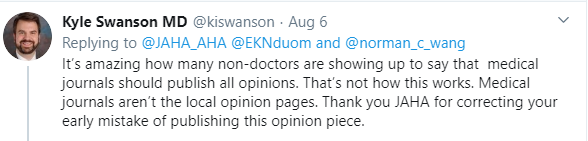 Kyle Swanson MD @kiswanson · Aug 6
Replying to @JAHA_AHA @EKNduom and @norman_c_wang
It's amazing how many non-doctors are showing up to say that  medical
journals should publish all opinions. That's not how this works. Medical
journals aren't the local opinion pages. Thank you JAHA for correcting your
early mistake of publishing this opinion piece.